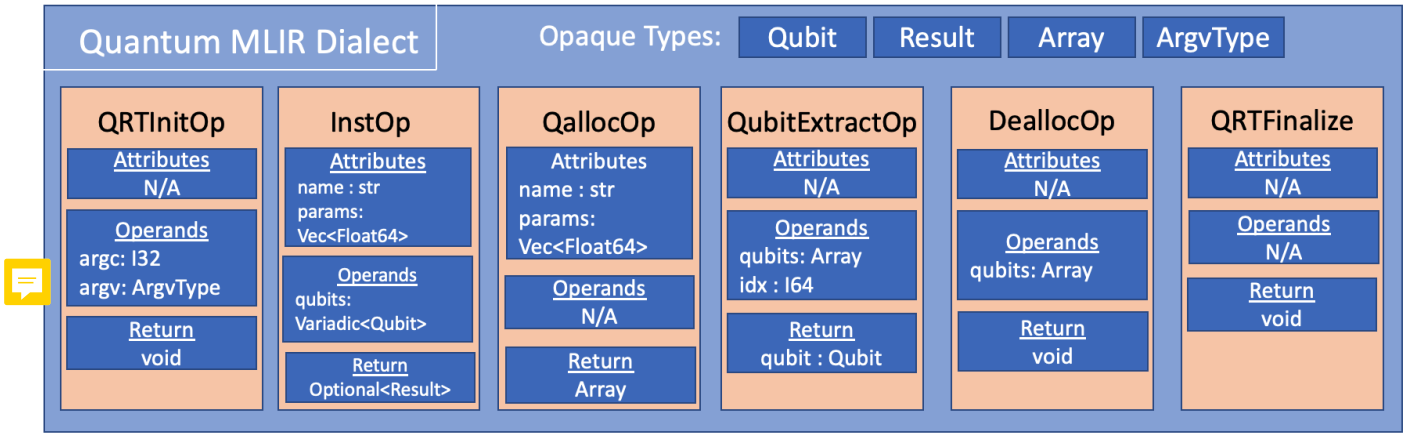 Quantum MLIR Dialect
Opaque Types:
Qubit
Result
Array
ArgvType
QRTInitOp
Attributes
N/A
Operands
argc: I32
argv: ArgvType
Return
void
InstOp
Attributes
name : str
params:
Vec<Float64>
Operands
qubits:
Variadic<Qubit>
Return
Optional<Result>
QallocOp
Attributes
name : str
params:
Vec<Float64>
Operands
N/A
Return
Array
QubitExtractOp
Attributes
N/A
Operands
qubits: Array
idx : I64
Return
qubit : Qubit
DeallocOp
Attributes
N/A
Operands
qubits: Array
Return
void
QRTFinalize
Attributes
N/A
Operands
N/A
Return
void